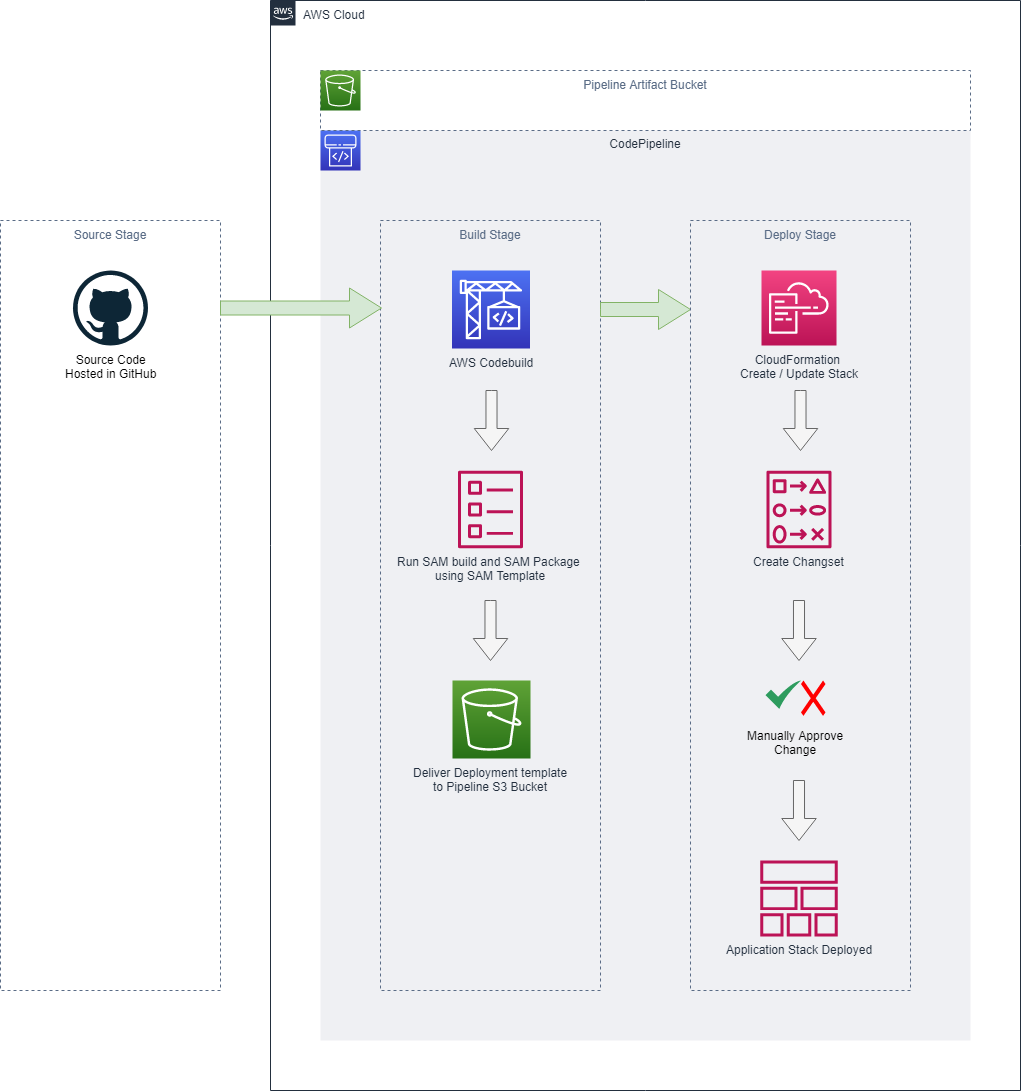 aws
AWS Cloud
Pipeline Artifact Bucket
CodePipeline
Source Stage
Source Code
Hosted in GitHub
Build Stage
</>
AWS Codebuild
Run SAM build and SAM Package
using SAM Template
Deliver Deployment template
to Pipeline S3 Bucket
Deploy Stage
CloudFormation
Create / Update Stack
Create Changset
Manually Approve
Change
Application Stack Deployed